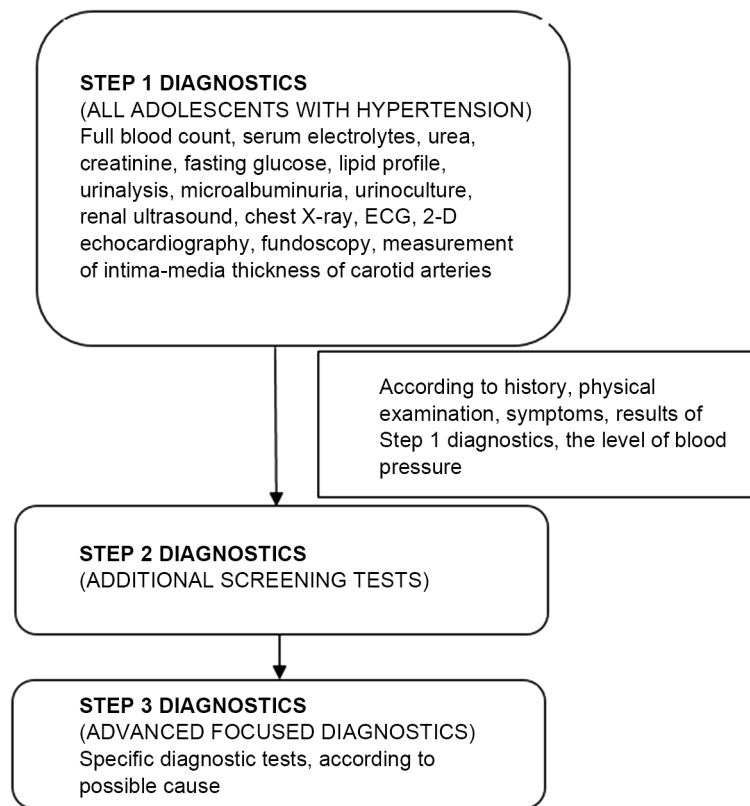 STEP 1 DIAGNOSTICS
(ALL ADOLESCENTS WITH HYPERTENSION)
Full blood count, serum electrolytes, urea,
creatinine, fasting glucose, lipid profile,
urinalysis, microalbuminuria, urinoculture,
renal ultrasound, chest X-ray, ECG, 2-D
echocardiography, fundoscopy, measurement
of intima-media thickness of carotid arteries
According to history, physical
examination, symptoms, results of
Step 1 diagnostics, the level of blood
pressure
STEP 2 DIAGNOSTICS
(ADDITIONAL SCREENING TESTS)
STEP 3 DIAGNOSTICS
(ADVANCED FOCUSED DIAGNOSTICS)
Specific diagnostic tests, according to
possible cause